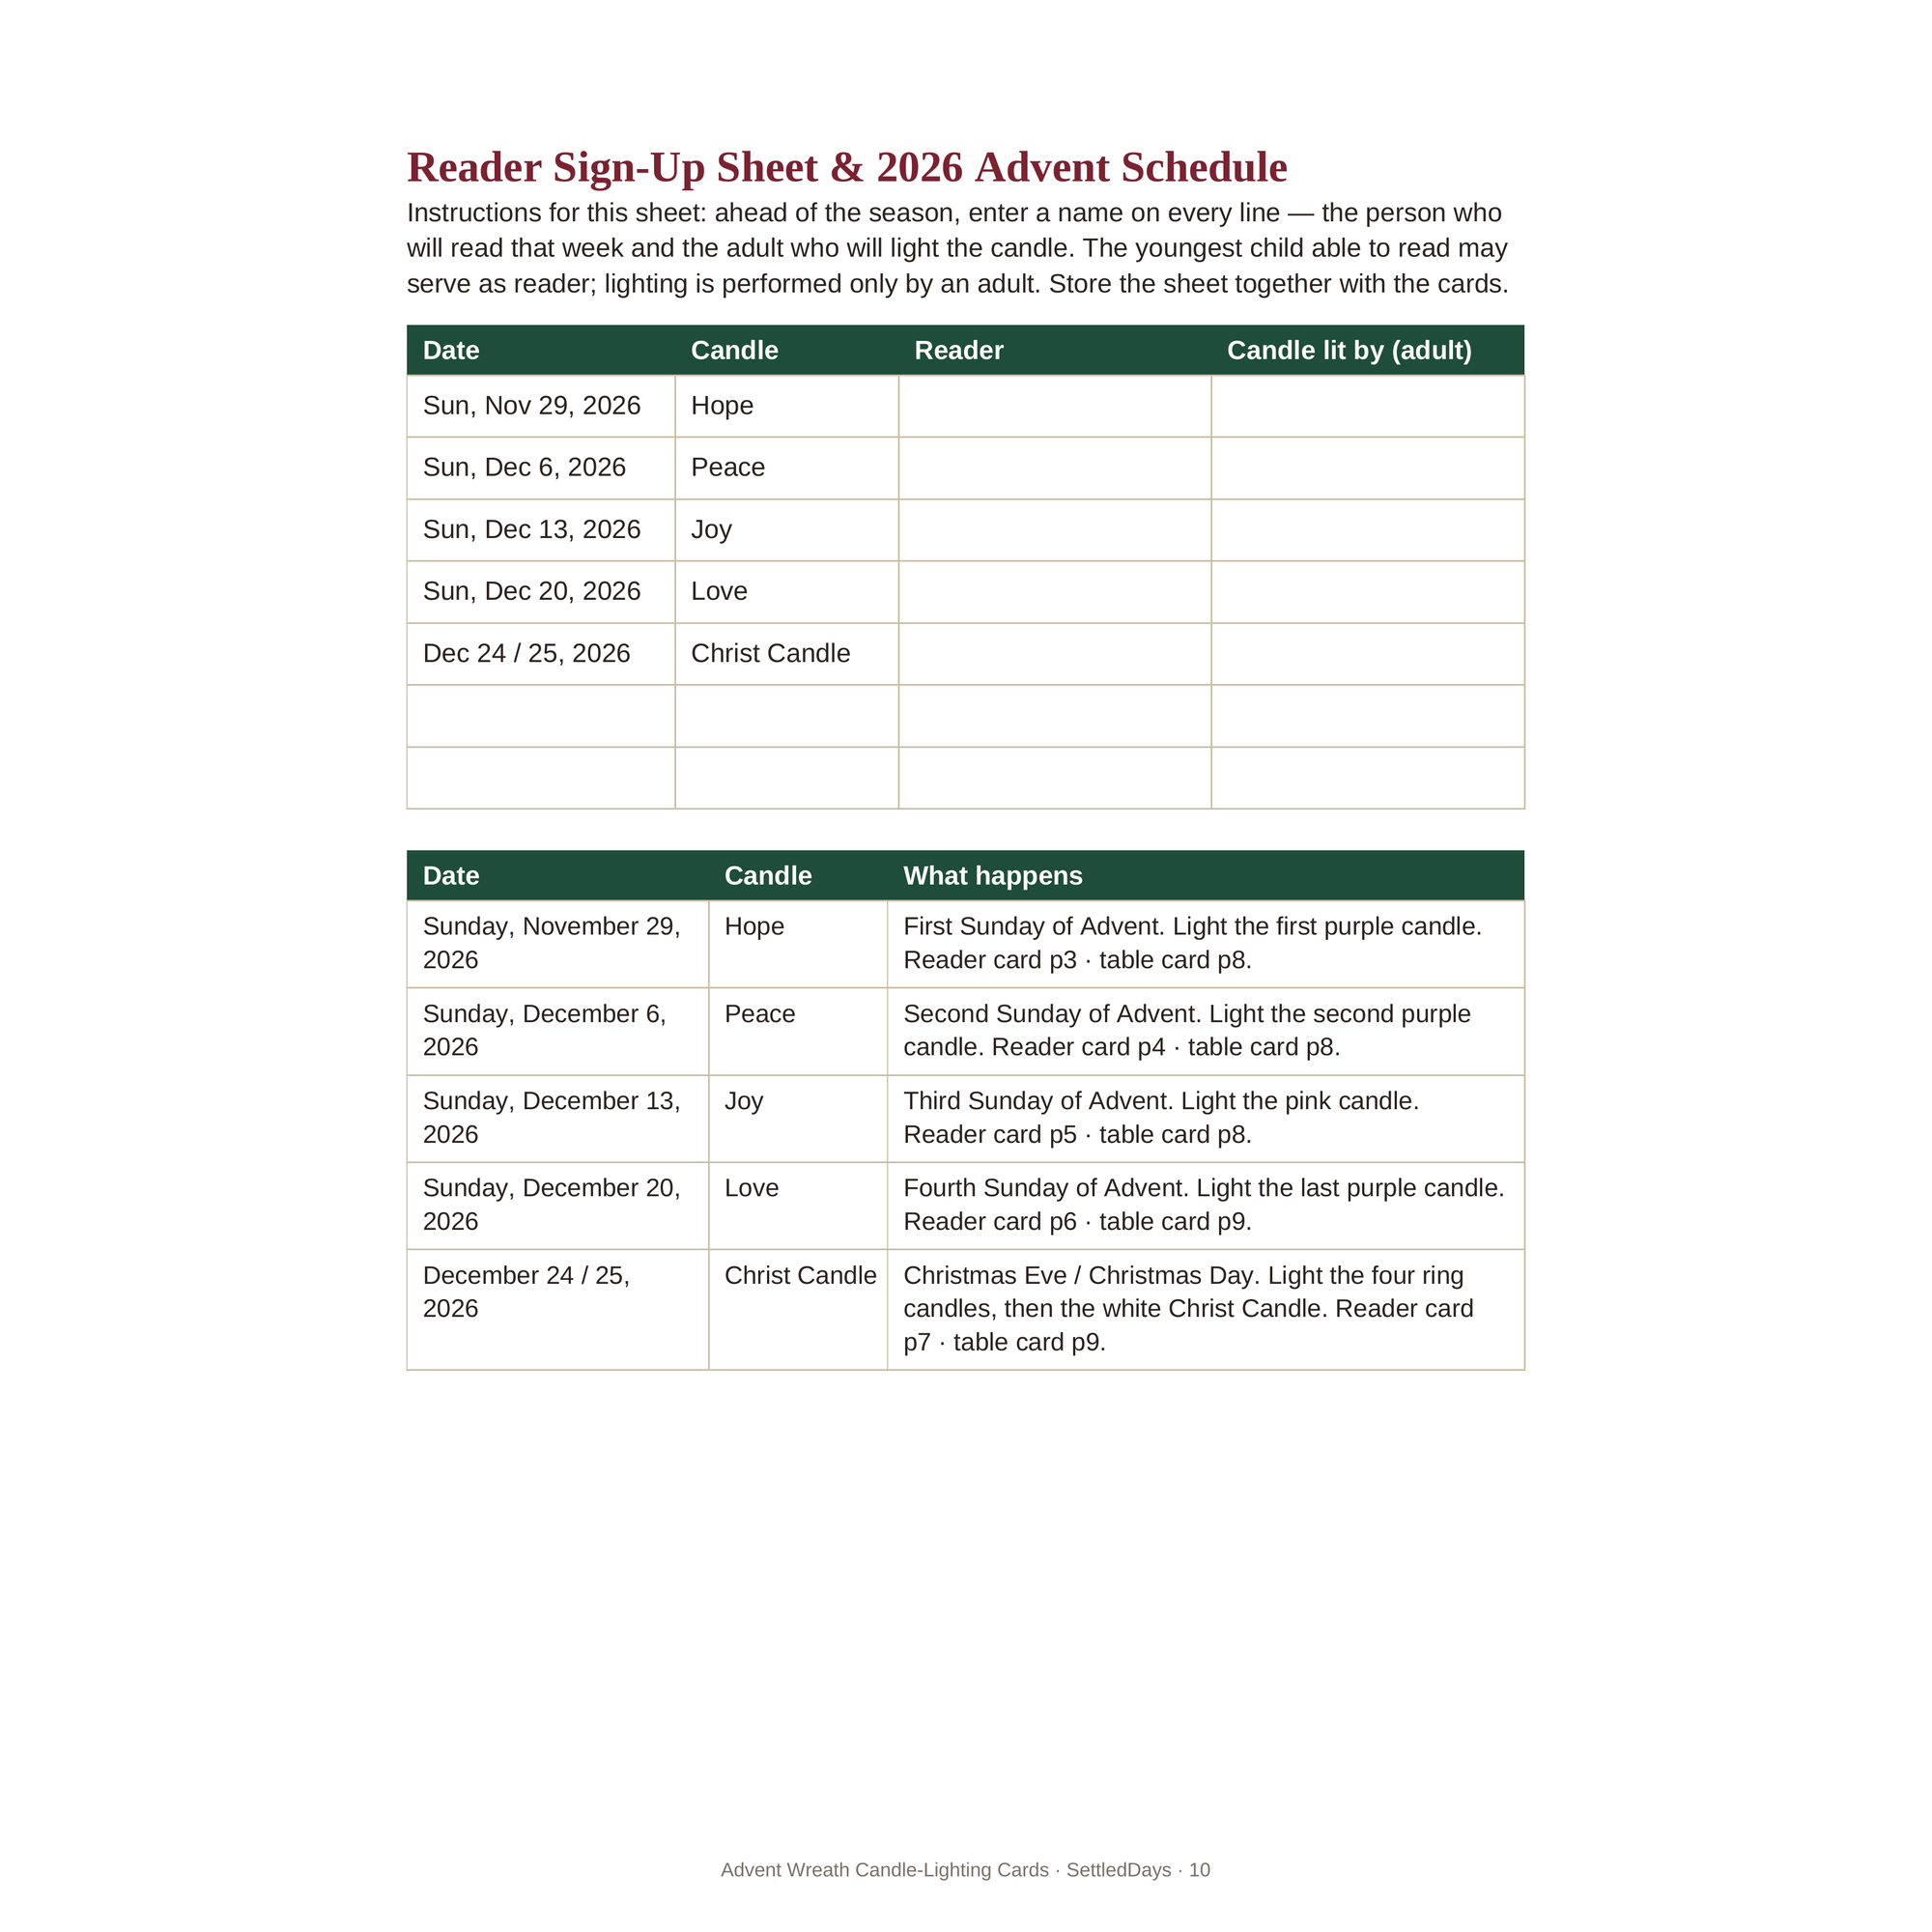 Reader Sign-Up Sheet & 2026 Advent Schedule
Instructions for this sheet: ahead of the season, enter a name on every line — the person who
will read that week and the adult who will light the candle. The youngest child able to read may
serve as reader; lighting is performed only by an adult. Store the sheet together with the cards.
Date Candle Reader Candle lit by (adult)
Sun, Nov 29, 2026 Hope
Sun, Dec 6, 2026 Peace
Sun, Dec 13, 2026 Joy
Sun, Dec 20, 2026 Love
Dec 24 / 25, 2026 Christ Candle
Date Candle What happens
Sunday, November 29, Hope First Sunday of Advent. Light the first purple candle.
2026 Reader card p3 · table card p8.
Sunday, December 6, Peace Second Sunday of Advent. Light the second purple
2026 candle. Reader card p4 · table card p8.
Sunday, December 13, Joy Third Sunday of Advent. Light the pink candle.
2026 Reader card p5 · table card p8.
Sunday, December 20, Love Fourth Sunday of Advent. Light the last purple candle.
2026 Reader card p6 · table card p9.
December 24 / 25, Christ Candle Christmas Eve / Christmas Day. Light the four ring
2026 candles, then the white Christ Candle. Reader card
p7 · table card p9.
Advent Wreath Candle-Lighting Cards · SettledDays · 10